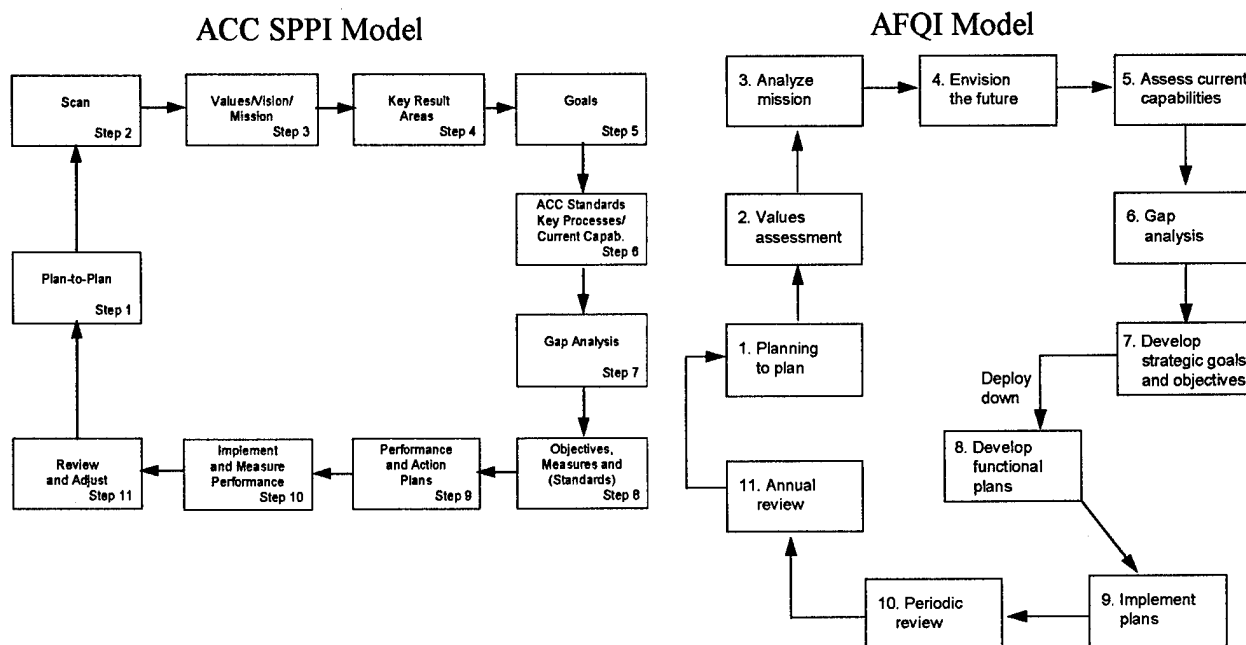 ACC SPPI Model
Scan
Step 2
Values/Vision/
Mission
Step 3
Key Result
Areas
Step 4
Goals
Step 5
ACC Standards
Key Processes/
Current Capab.
Step 6
Plan-to-Plan
Step 1
Gap Analysis
Step 7
Review
and Adjust
Step 11
Implement
and Measure
Performance
Step 10
Performance
and Action
Plans
Step 9
Objectives,
Measures and
(Standards)
Step 8
AFQI Model
3. Analyze
mission
4. Envision
the future
5. Assess current
capabilities
2. Values
assessment
6. Gap
analysis
1. Planning
to plan
7. Develop
strategic goals
and objectives
Deploy
down
8. Develop
functional
plans
11. Annual
review
10. Periodic
review
9. Implement
plans